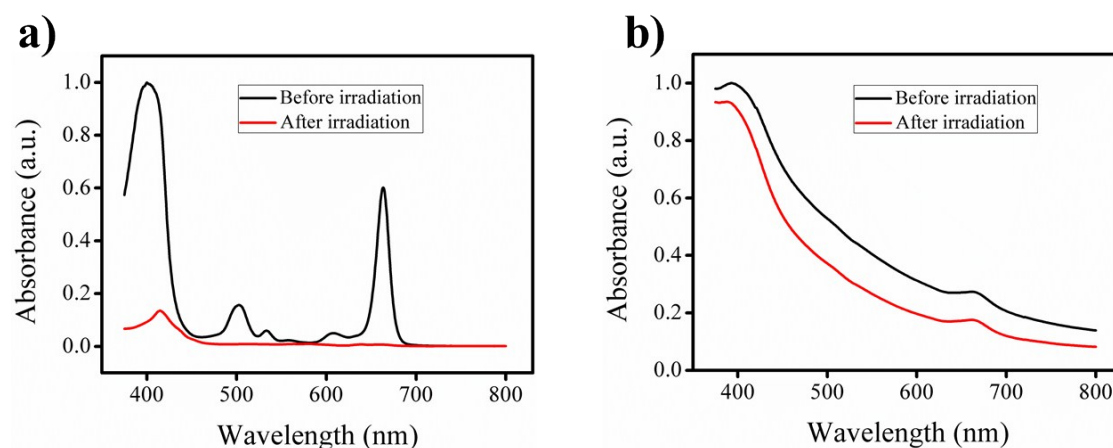 a)
Absorbance (a.u.)
1.0
0.8
0.6
0.4
0.2
0.0
Before irradiation
After irradiation
400 500 600 700 800
Wavelength (nm)
b)
Absorbance (a.u.)
1.0
0.8
0.6
0.4
0.2
0.0
Before irradiation
After irradiation
400 500 600 700 800
Wavelength (nm)